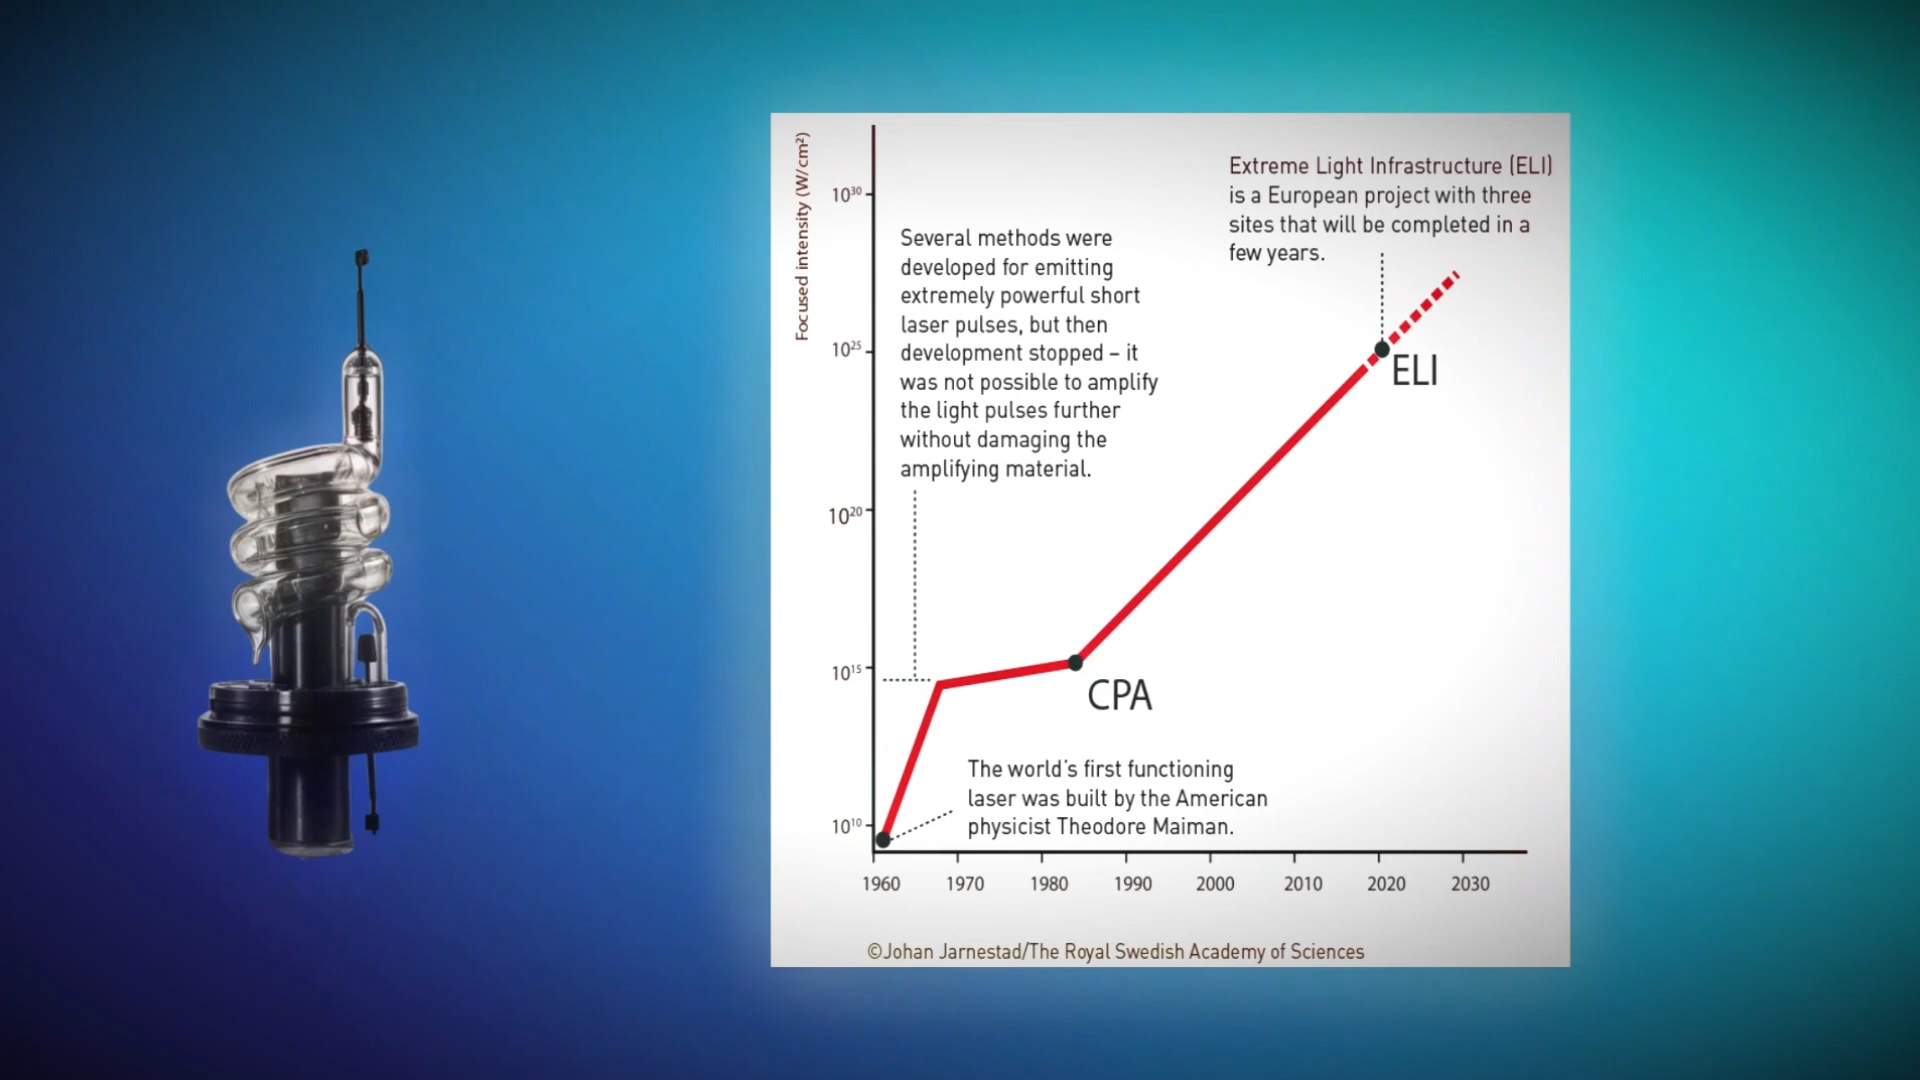 Focused intensity (W/cm²)
10³⁰
10²⁵
10²⁰
10¹⁵
10¹⁰
Several methods were
developed for emitting
extremely powerful short
laser pulses, but then
development stopped – it
was not possible to amplify
the light pulses further
without damaging the
amplifying material.
Extreme Light Infrastructure (ELI)
is a European project with three
sites that will be completed in a
few years.
ELI
CPA
The world's first functioning
laser was built by the American
physicist Theodore Maiman.
1960 1970 1980 1990 2000 2010 2020 2030
©Johan Jarnestad/The Royal Swedish Academy of Sciences